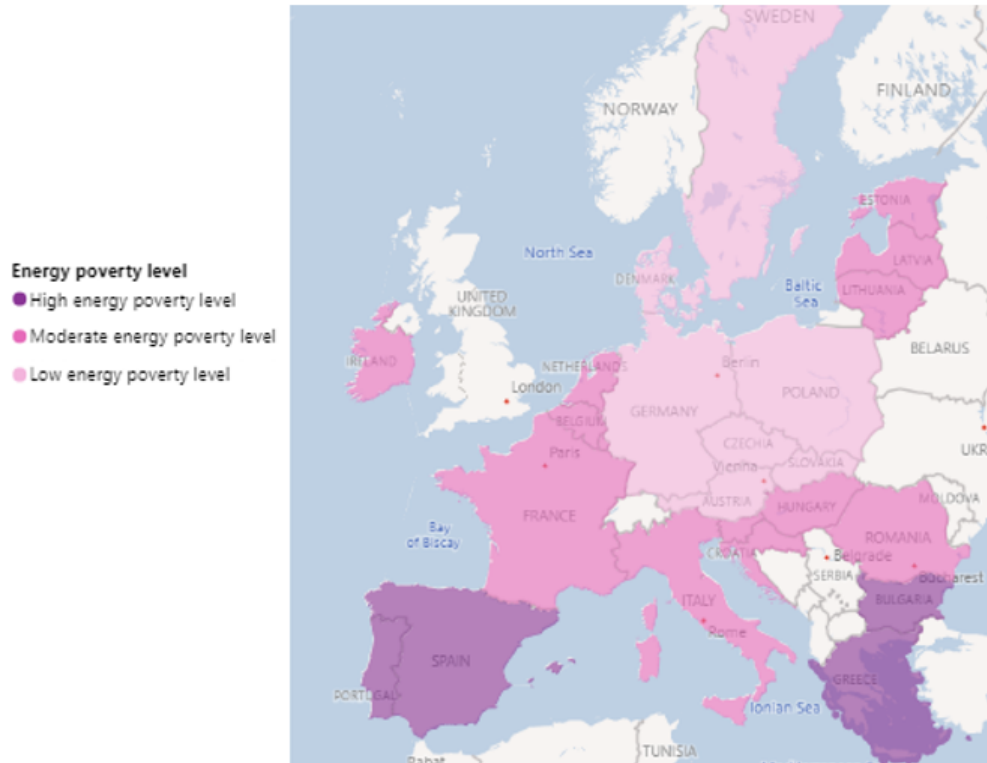 Energy poverty level
High energy poverty level
Moderate energy poverty level
Low energy poverty level
SWEDEN
FINLAND
NORWAY
ESTONIA
North Sea
LATVIA
DENMARK
Baltic
Sea
LITHUANIA
UNITED
KINGDOM
BELARUS
IRELAND
NETHERLANDS
Berlin
London
POLAND
GERMANY
BELGIUM
UKR
CZECHIA
Paris
SLOVAKIA
Vienna
MOLDOVA
AUSTRIA
HUNGARY
FRANCE
Bay
of Biscay
ROMANIA
CROATIA
Belgrade
SERBIA
Bucharest
BULGARIA
ITALY
Rome
SPAIN
GREECE
PORTUGAL
Ionian Sea
TUNISIA
Rabat